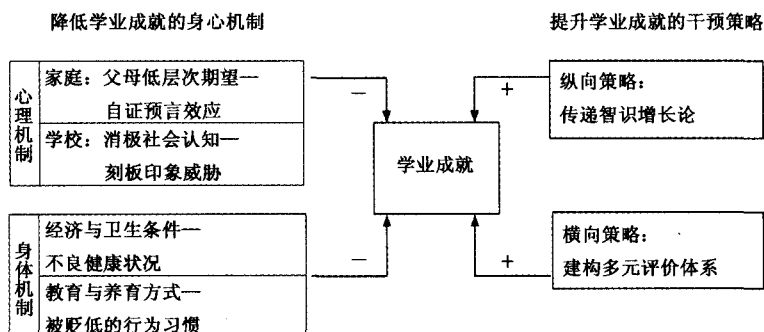 降低学业成就的身心机制
提升学业成就的干预策略
心理机制
家庭：父母低层次期望—
自证预言效应
学校：消极社会认知—
刻板印象威胁
身体机制
经济与卫生条件—
不良健康状况
教育与养育方式—
被贬低的行为习惯
−
−
学业成就
+
+
纵向策略：
传递智识增长论
横向策略：
建构多元评价体系